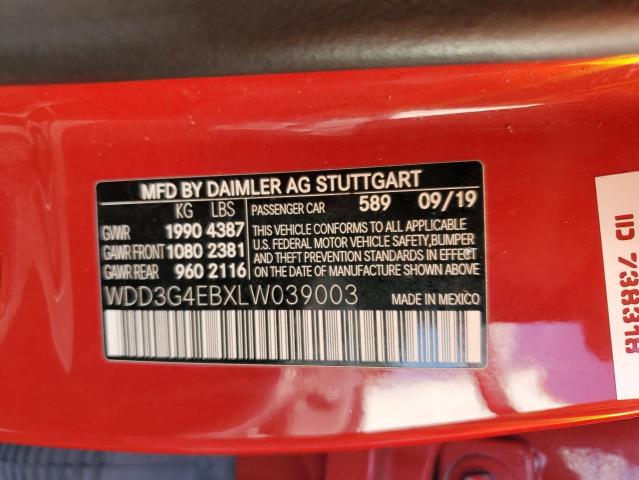 MFD BY DAIMLER AG STUTTGART
KG LBS
GVWR 1990 4387
GAWR FRONT 1080 2381
GAWR REAR 960 2116
PASSENGER CAR 589 09/19
THIS VEHICLE CONFORMS TO ALL APPLICABLE
U.S. FEDERAL MOTOR VEHICLE SAFETY, BUMPER
AND THEFT PREVENTION STANDARDS IN EFFECT
ON THE DATE OF MANUFACTURE SHOWN ABOVE.
WDD3G4EBXLW039003 MADE IN MEXICO